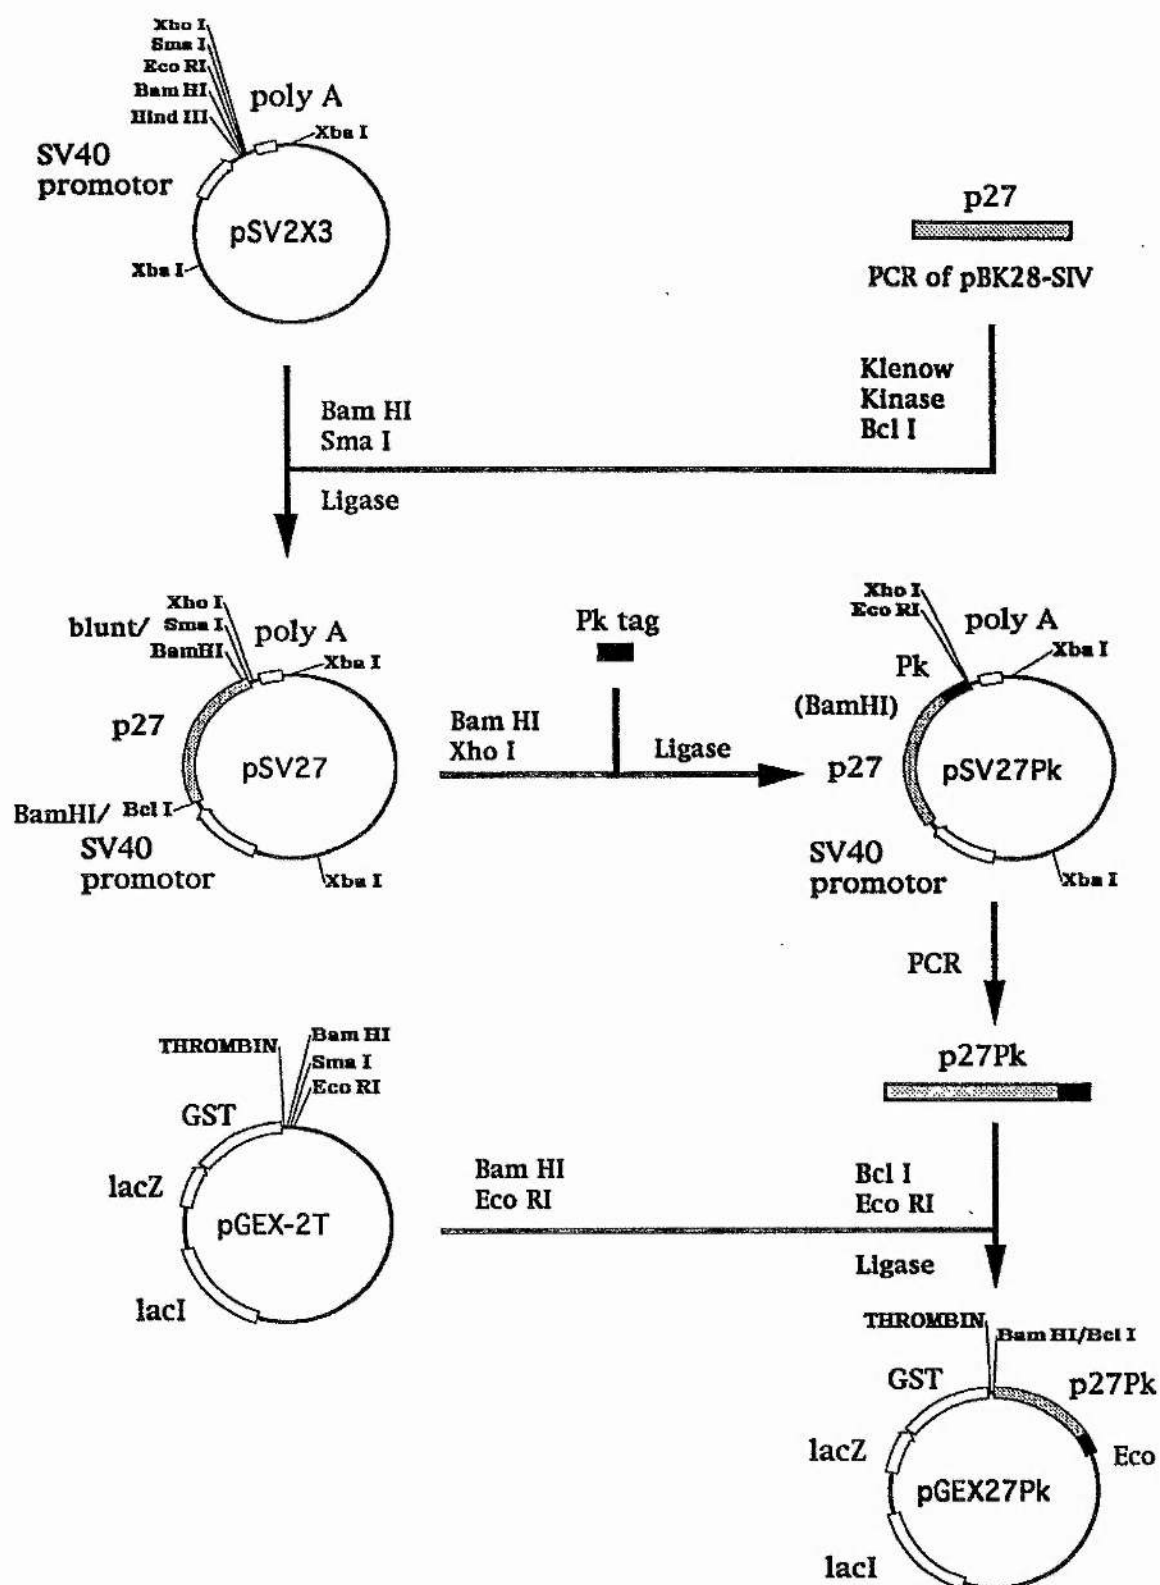 Xho I
Sma I
Eco RI
Bam HI
Hind III
poly A
Xba I
SV40
promotor
pSV2X3
Xba I
p27
PCR of pBK28-SIV
Klenow
Kinase
Bcl I
Bam HI
Sma I
Ligase
Xho I
blunt/ Sma I
BamHI
poly A
Xba I
p27
pSV27
BamHI/ Bcl I
SV40
promotor
Xba I
Pk tag
Bam HI
Xho I
Ligase
Xho I
Eco RI
poly A
Xba I
Pk
(BamHI)
p27
pSV27Pk
SV40
promotor
Xba I
PCR
p27Pk
THROMBIN
Bam HI
Sma I
Eco RI
GST
lacZ
pGEX-2T
lacI
Bam HI
Eco RI
Bcl I
Eco RI
Ligase
THROMBIN
Bam HI/Bcl I
GST
p27Pk
lacZ
Eco
pGEX27Pk
lacI